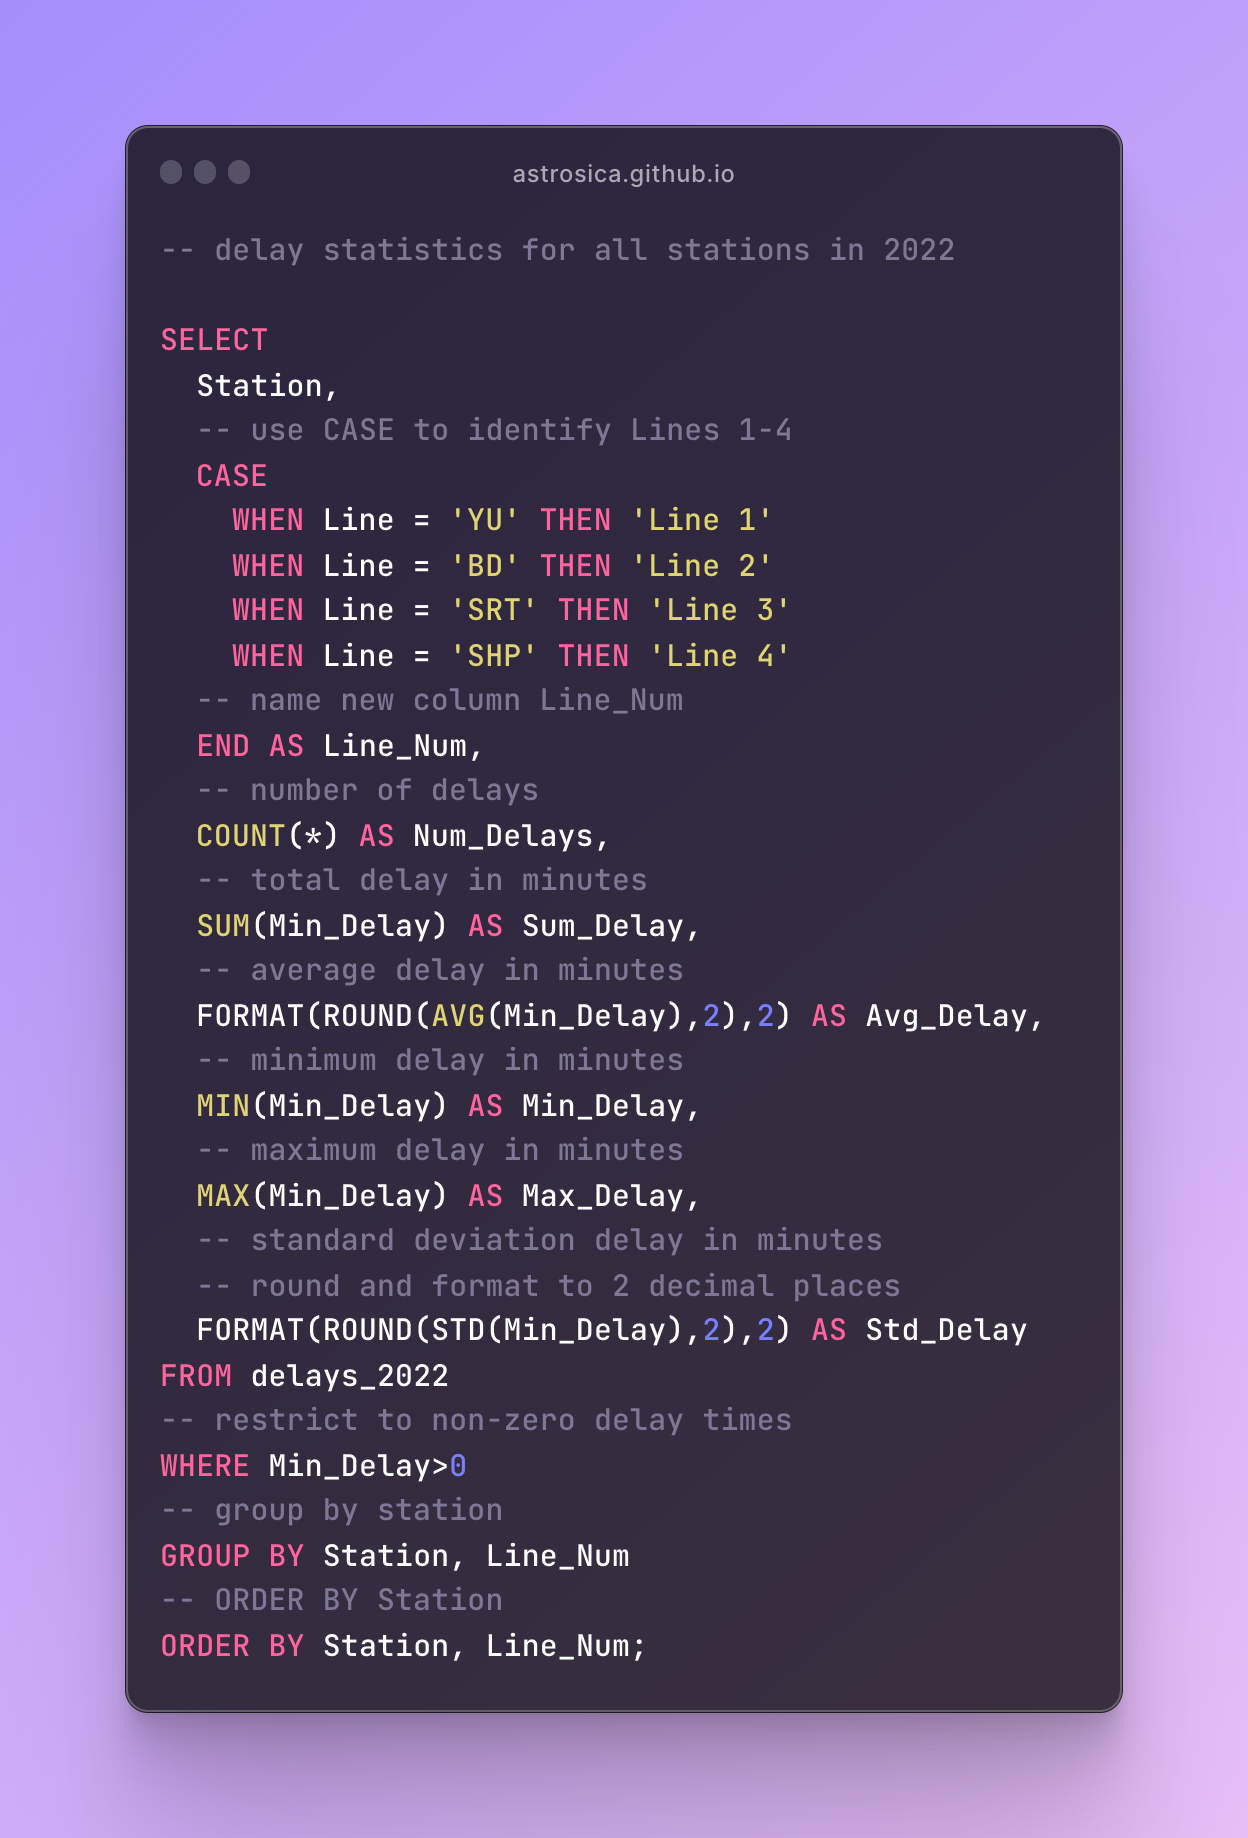 astrosica.github.io
-- delay statistics for all stations in 2022
SELECT
  Station,
  -- use CASE to identify Lines 1-4
  CASE
    WHEN Line = 'YU' THEN 'Line 1'
    WHEN Line = 'BD' THEN 'Line 2'
    WHEN Line = 'SRT' THEN 'Line 3'
    WHEN Line = 'SHP' THEN 'Line 4'
  -- name new column Line_Num
  END AS Line_Num,
  -- number of delays
  COUNT(*) AS Num_Delays,
  -- total delay in minutes
  SUM(Min_Delay) AS Sum_Delay,
  -- average delay in minutes
  FORMAT(ROUND(AVG(Min_Delay),2),2) AS Avg_Delay,
  -- minimum delay in minutes
  MIN(Min_Delay) AS Min_Delay,
  -- maximum delay in minutes
  MAX(Min_Delay) AS Max_Delay,
  -- standard deviation delay in minutes
  -- round and format to 2 decimal places
  FORMAT(ROUND(STD(Min_Delay),2),2) AS Std_Delay
FROM delays_2022
-- restrict to non-zero delay times
WHERE Min_Delay>0
-- group by station
GROUP BY Station, Line_Num
-- ORDER BY Station
ORDER BY Station, Line_Num;